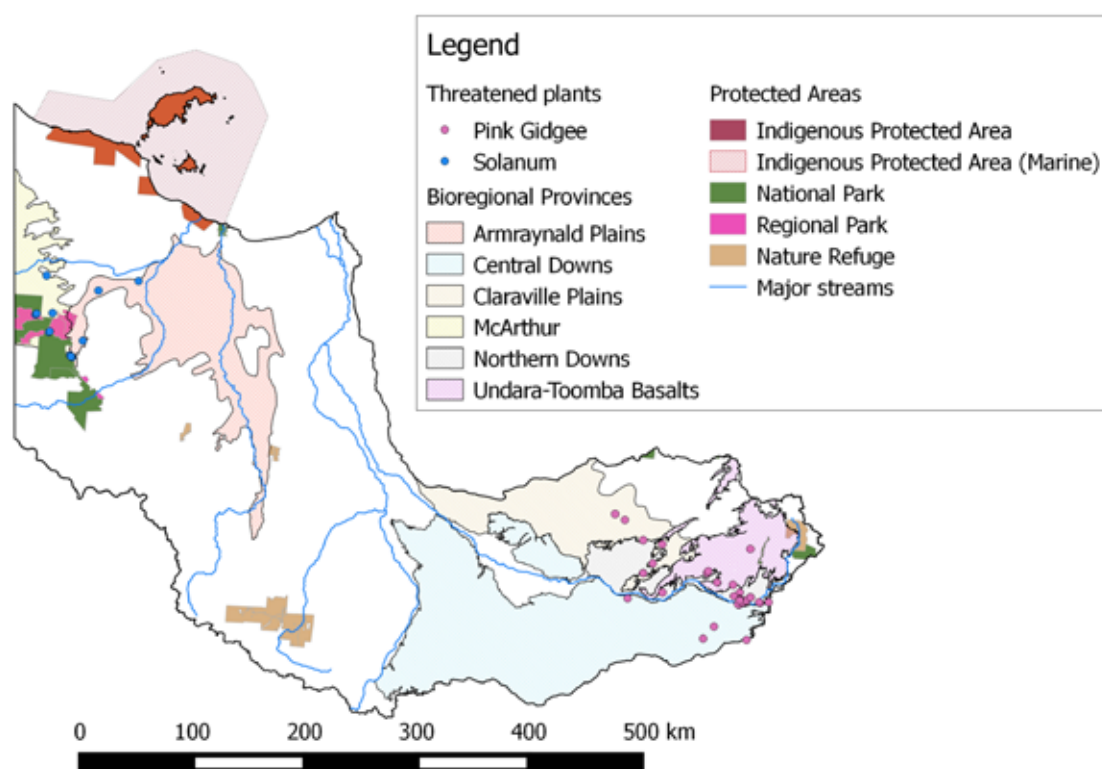 Legend
Threatened plants
Pink Gidgee
Solanum
Bioregional Provinces
Armraynald Plains
Central Downs
Claraville Plains
McArthur
Northern Downs
Undara-Toomba Basalts
Protected Areas
Indigenous Protected Area
Indigenous Protected Area (Marine)
National Park
Regional Park
Nature Refuge
Major streams
0 100 200 300 400 500 km